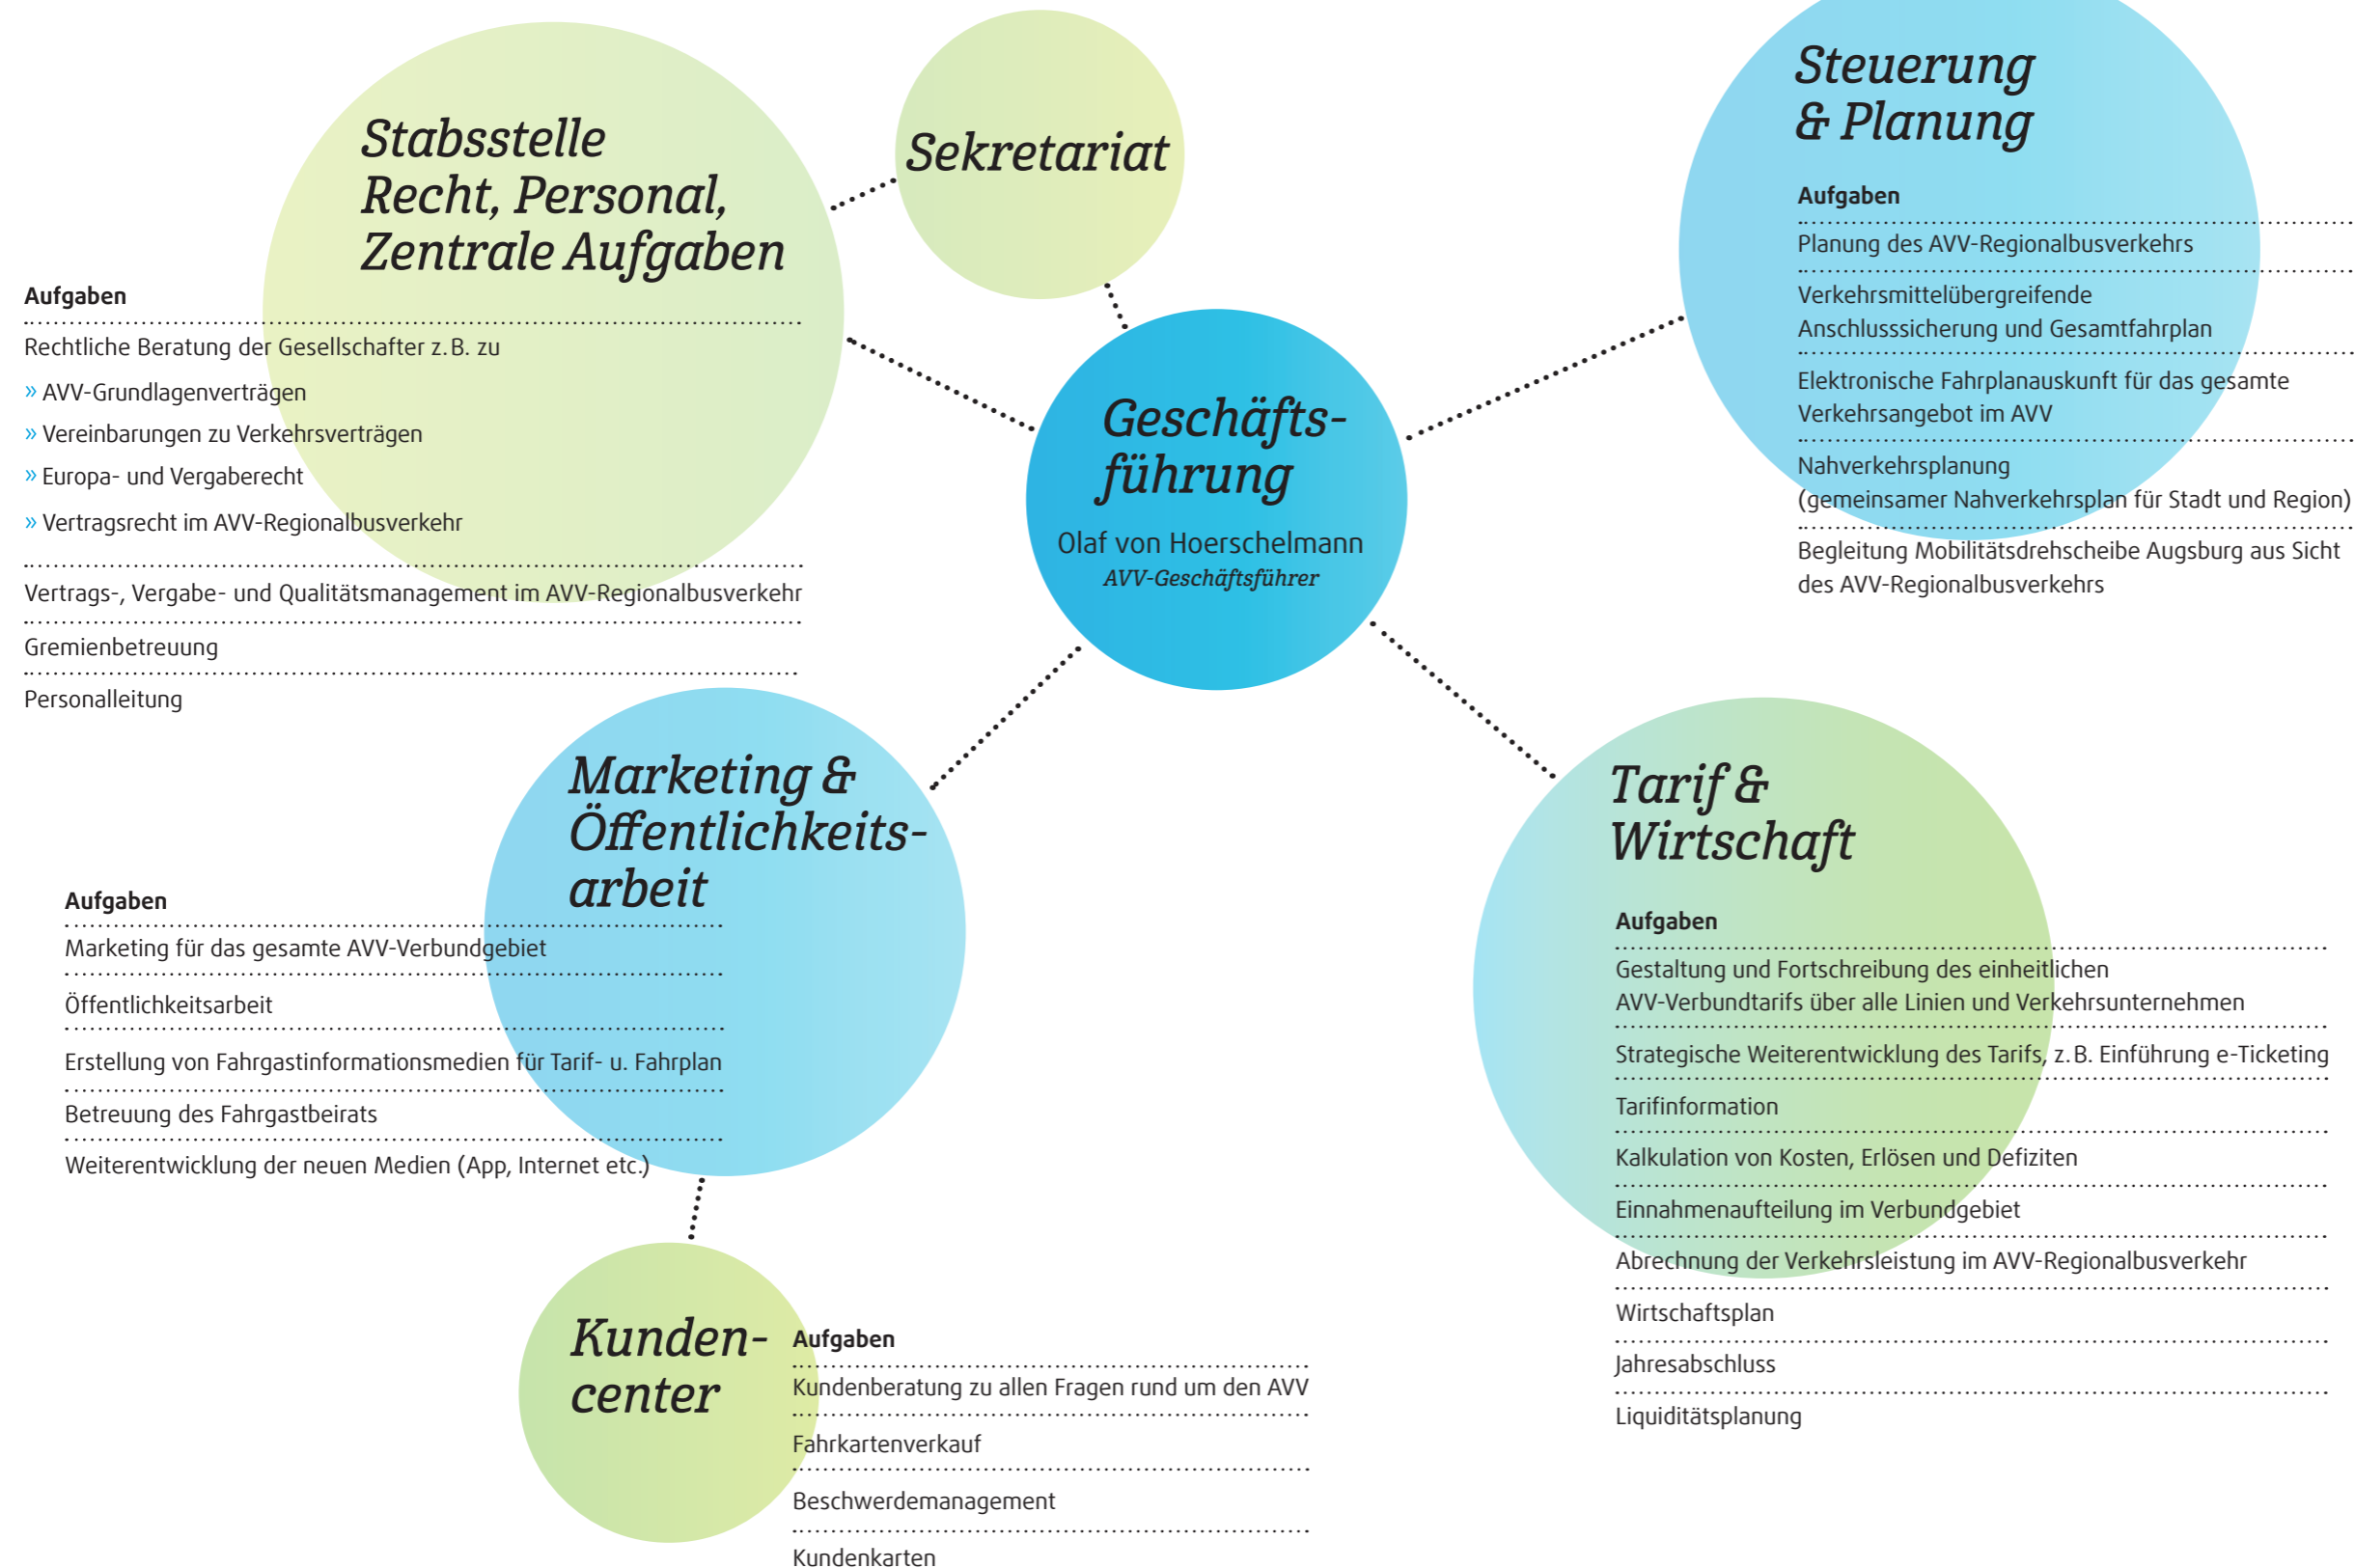 Stabsstelle
Recht, Personal,
Zentrale Aufgaben
Aufgaben
Rechtliche Beratung der Gesellschafter z. B. zu
» AVV-Grundlagenverträgen
» Vereinbarungen zu Verkehrsverträgen
» Europa- und Vergaberecht
» Vertragsrecht im AVV-Regionalbusverkehr
Vertrags-, Vergabe- und Qualitätsmanagement im AVV-Regionalbusverkehr
Gremienbetreuung
Personalleitung
Sekretariat
Geschäfts-
führung
Olaf von Hoerschelmann
AVV-Geschäftsführer
Steuerung
& Planung
Aufgaben
Planung des AVV-Regionalbusverkehrs
Verkehrsmittelübergreifende
Anschlusssicherung und Gesamtfahrplan
Elektronische Fahrplanauskunft für das gesamte
Verkehrsangebot im AVV
Nahverkehrsplanung
(gemeinsamer Nahverkehrsplan für Stadt und Region)
Begleitung Mobilitätsdrehscheibe Augsburg aus Sicht
des AVV-Regionalbusverkehrs
Marketing &
Öffentlichkeits-
arbeit
Aufgaben
Marketing für das gesamte AVV-Verbundgebiet
Öffentlichkeitsarbeit
Erstellung von Fahrgastinformationsmedien für Tarif- u. Fahrplan
Betreuung des Fahrgastbeirats
Weiterentwicklung der neuen Medien (App, Internet etc.)
Tarif &
Wirtschaft
Aufgaben
Gestaltung und Fortschreibung des einheitlichen
AVV-Verbundtarifs über alle Linien und Verkehrsunternehmen
Strategische Weiterentwicklung des Tarifs, z. B. Einführung e-Ticketing
Tarifinformation
Kalkulation von Kosten, Erlösen und Defiziten
Einnahmenaufteilung im Verbundgebiet
Abrechnung der Verkehrsleistung im AVV-Regionalbusverkehr
Wirtschaftsplan
Jahresabschluss
Liquiditätsplanung
Kunden-
center
Aufgaben
Kundenberatung zu allen Fragen rund um den AVV
Fahrkartenverkauf
Beschwerdemanagement
Kundenkarten